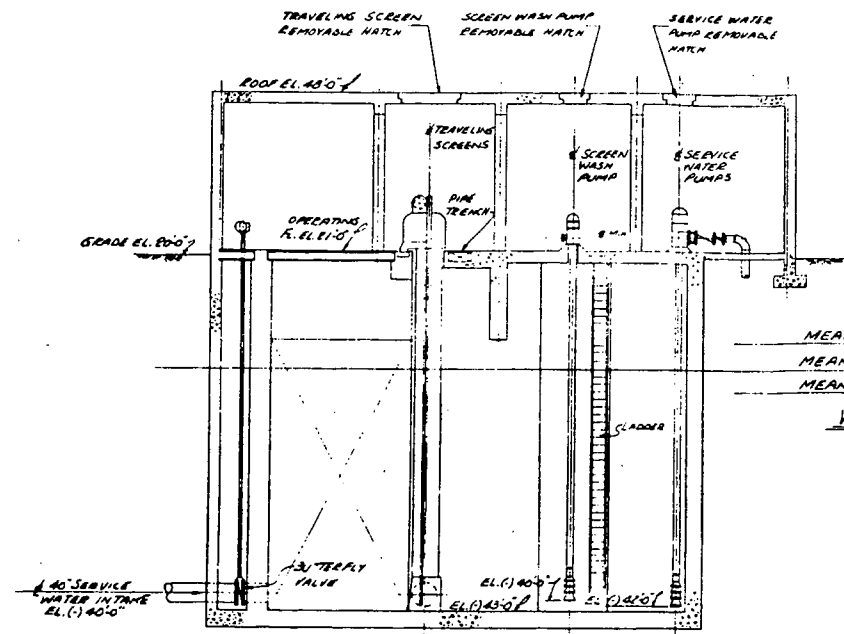 TRAVELING SCREEN
REMOVABLE HATCH
SCREEN WASH PUMP
REMOVABLE HATCH
SERVICE WATER
PUMP REMOVABLE
HATCH
ROOF EL. 48'-0"
℄ TRAVELING
SCREENS
℄ SCREEN
WASH
PUMP
℄ SERVICE
WATER
PUMPS
PIPE
TRENCH
OPERATING
FL. EL. 21'-6"
GRADE EL. 20'-0"
MEA
MEAN
MEAN
LADDER
BUTTERFLY
VALVE
℄ 40" SERVICE
WATER INTAKE
EL. (-) 40'-0"
EL. (-) 40'-0"
EL. (-) 43'-0"
EL. (-) 42'-0"